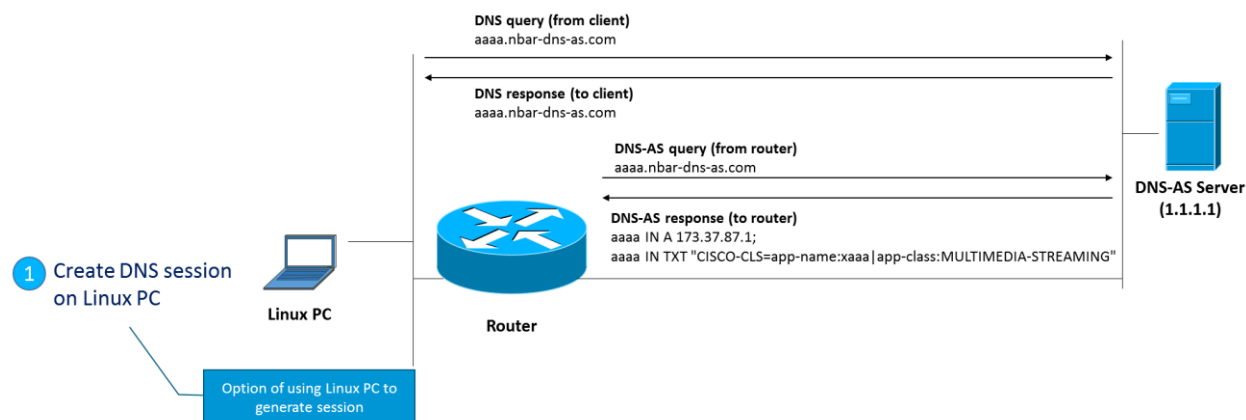 DNS query (from client)
aaaa.nbar-dns-as.com
DNS response (to client)
aaaa.nbar-dns-as.com
DNS-AS query (from router)
aaaa.nbar-dns-as.com
DNS-AS Server
(1.1.1.1)
DNS-AS response (to router)
aaaa IN A 173.37.87.1;
aaaa IN TXT "CISCO-CLS=app-name:xaaa|app-class:MULTIMEDIA-STREAMING"
1 Create DNS session
on Linux PC
Linux PC
Router
Option of using Linux PC to
generate session